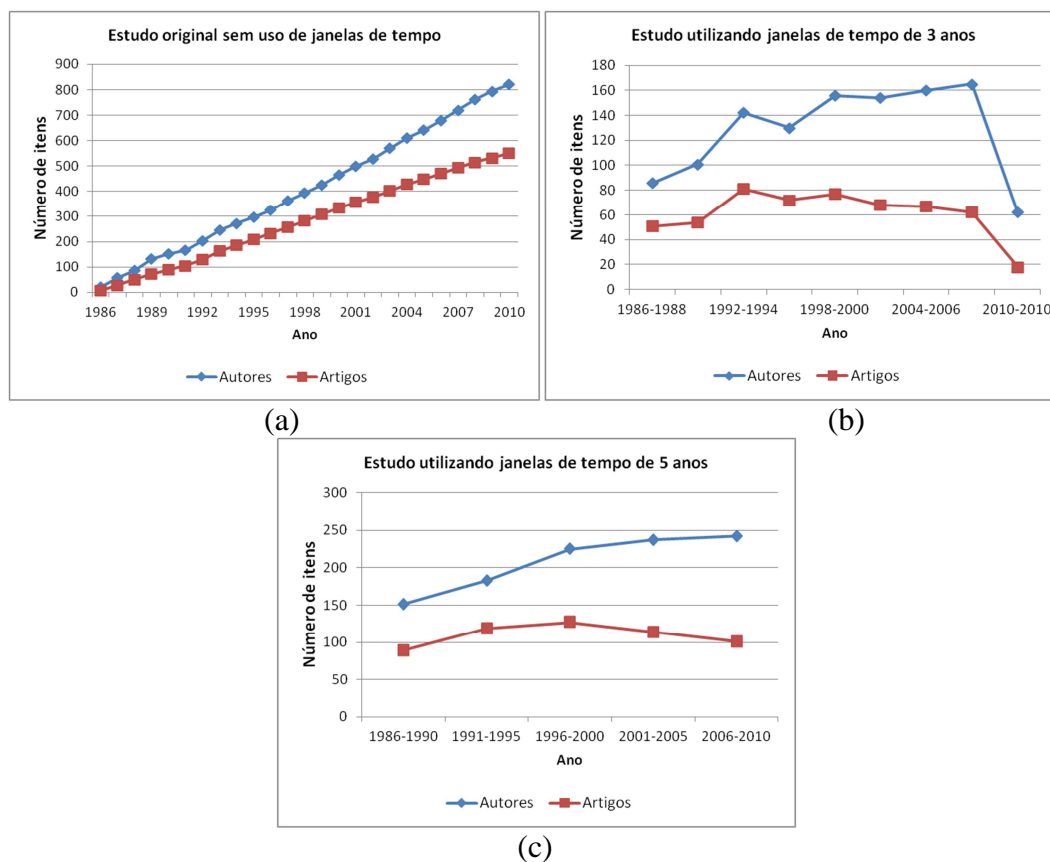 Estudo original sem uso de janelas de tempo
Número de itens
900
800
700
600
500
400
300
200
100
0
1986 1989 1992 1995 1998 2001 2004 2007 2010
Ano
Autores Artigos
(a)
Estudo utilizando janelas de tempo de 3 anos
Número de itens
180
160
140
120
100
80
60
40
20
0
1986-1988 1992-1994 1998-2000 2004-2006 2010-2010
Ano
Autores Artigos
(b)
Estudo utilizando janelas de tempo de 5 anos
Número de itens
300
250
200
150
100
50
0
1986-1990 1991-1995 1996-2000 2001-2005 2006-2010
Ano
Autores Artigos
(c)